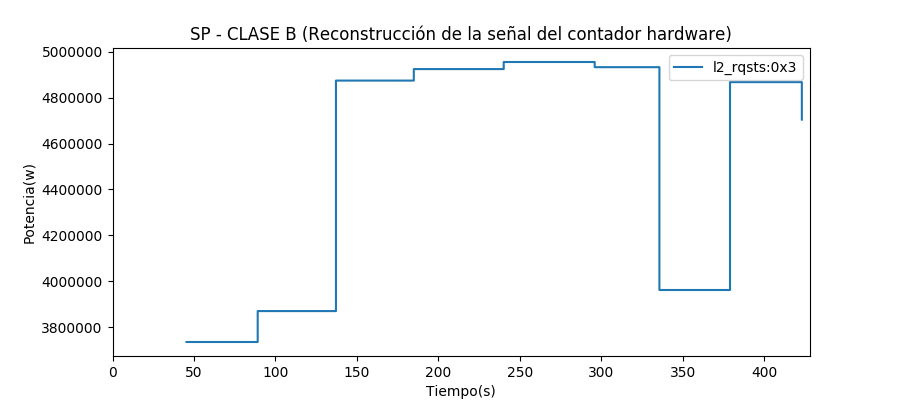 SP - CLASE B (Reconstrucción de la señal del contador hardware)
l2_rqsts:0x3
5000000
4800000
4600000
4400000
4200000
4000000
3800000
Potencia(w)
0 50 100 150 200 250 300 350 400
Tiempo(s)